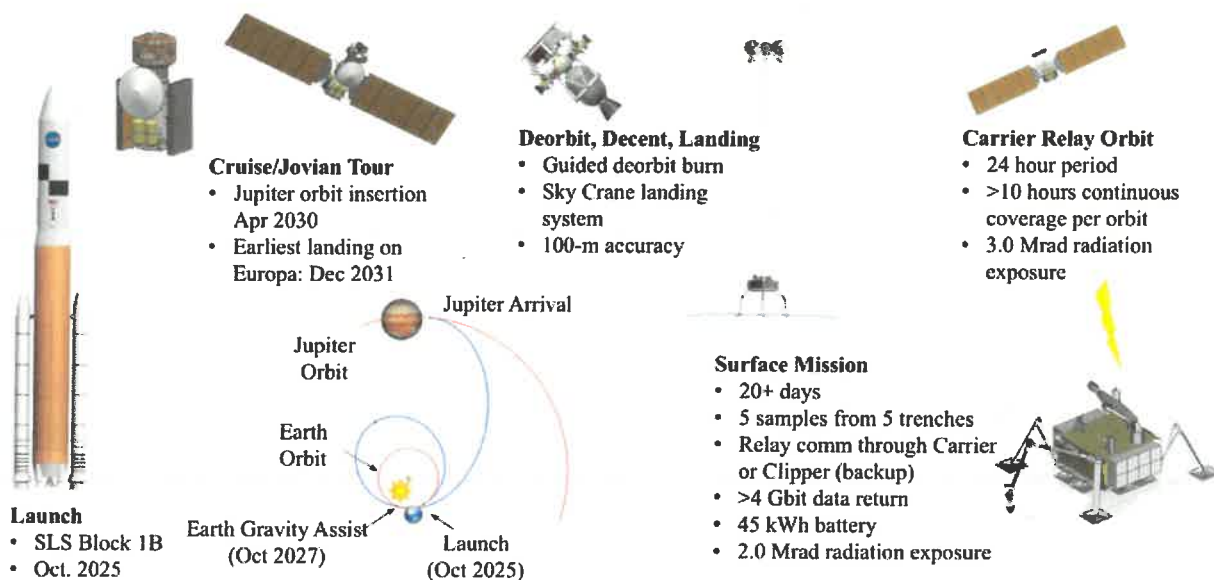 Launch
• SLS Block 1B
• Oct. 2025
Cruise/Jovian Tour
• Jupiter orbit insertion
Apr 2030
• Earliest landing on
Europa: Dec 2031
Jupiter Arrival
Jupiter
Orbit
Earth
Orbit
Earth Gravity Assist
(Oct 2027)
Launch
(Oct 2025)
Deorbit, Decent, Landing
• Guided deorbit burn
• Sky Crane landing
system
• 100-m accuracy
Carrier Relay Orbit
• 24 hour period
• >10 hours continuous
coverage per orbit
• 3.0 Mrad radiation
exposure
Surface Mission
• 20+ days
• 5 samples from 5 trenches
• Relay comm through Carrier
or Clipper (backup)
• >4 Gbit data return
• 45 kWh battery
• 2.0 Mrad radiation exposure